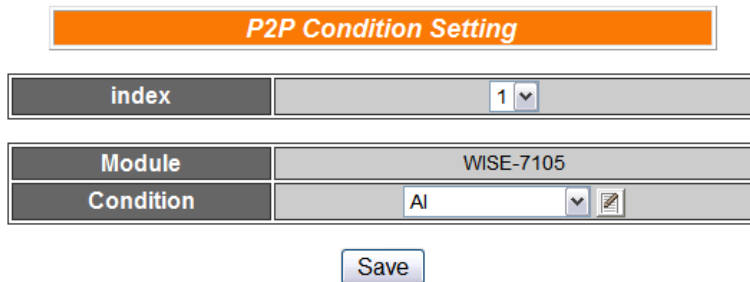 P2P Condition Setting
index 1
Module WISE-7105
Condition AI
Save